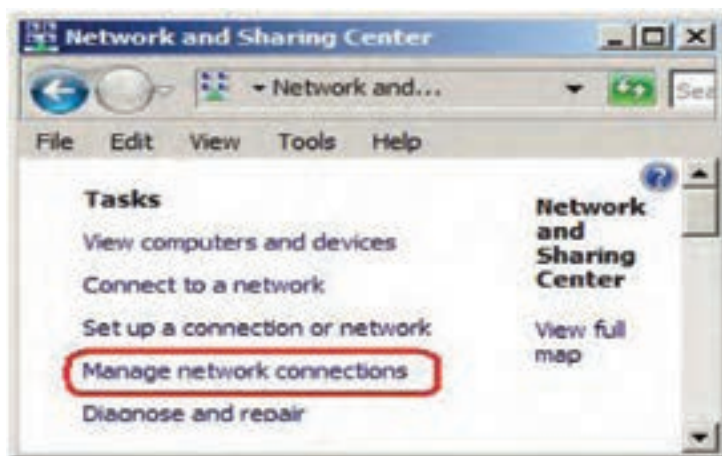 Network and Sharing Center
Network and...
Sea
File Edit View Tools Help
Tasks
View computers and devices
Connect to a network
Set up a connection or network
Manage network connections
Diagnose and repair
Network
and
Sharing
Center
View full
map